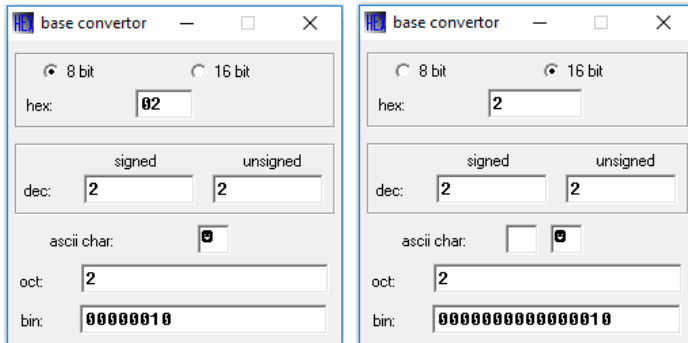 HEX base convertor
8 bit 16 bit
hex: 02
signed unsigned
dec: 2 2
ascii char: ☻
oct: 2
bin: 00000010
HEX base convertor
8 bit 16 bit
hex: 2
signed unsigned
dec: 2 2
ascii char: ☻
oct: 2
bin: 0000000000000010